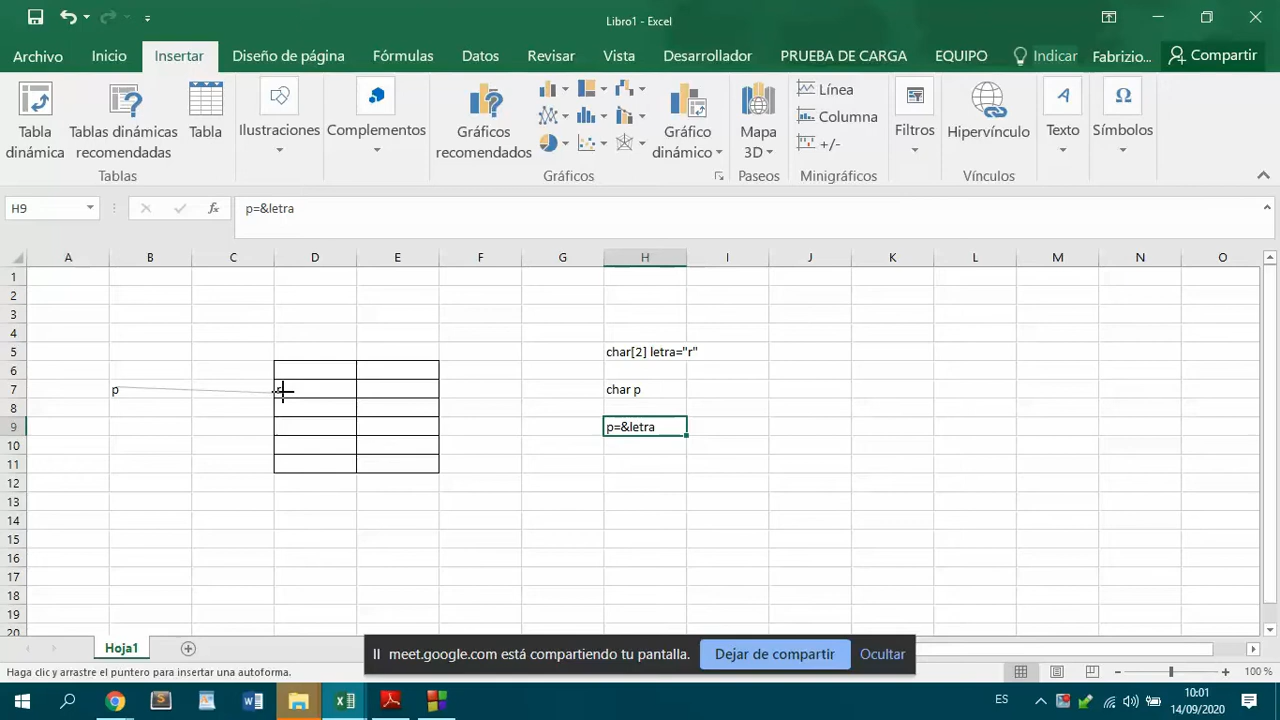 Libro1 - Excel
Archivo Inicio Insertar Diseño de página Fórmulas Datos Revisar Vista Desarrollador PRUEBA DE CARGA EQUIPO Indicar Fabrizio... Compartir
Tabla dinámica
Tablas dinámicas recomendadas
Tabla
Ilustraciones
Complementos
Gráficos recomendados
Gráfico dinámico
Mapa 3D
Línea
Columna
+/-
Filtros
Hipervínculo
Texto
Símbolos
Tablas Gráficos Paseos Minigráficos Vínculos
H9 fx p=&letra
A B C D E F G H I J K L M N O
1
2
3
4
5 char[2] letra="r"
6
7 p r char p
8
9 p=&letra
10
11
12
13
14
15
16
17
18
19
20
Hoja1
meet.google.com está compartiendo tu pantalla. Dejar de compartir Ocultar
Haga clic y arrastre el puntero para insertar una autoforma. 100 %
ES 10:01
14/09/2020